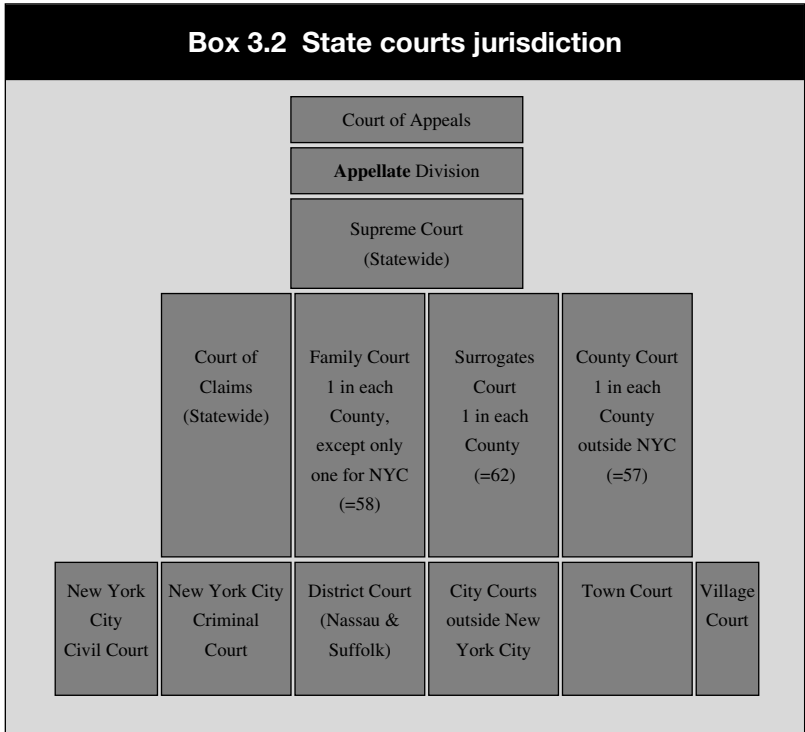 Box 3.2 State courts jurisdiction
Court of Appeals
Appellate Division
Supreme Court
(Statewide)
Court of
Claims
(Statewide)
Family Court
1 in each
County,
except only
one for NYC
(=58)
Surrogates
Court
1 in each
County
(=62)
County Court
1 in each
County
outside NYC
(=57)
New York
City
Civil Court
New York City
Criminal
Court
District Court
(Nassau &
Suffolk)
City Courts
outside New
York City
Town Court
Village
Court